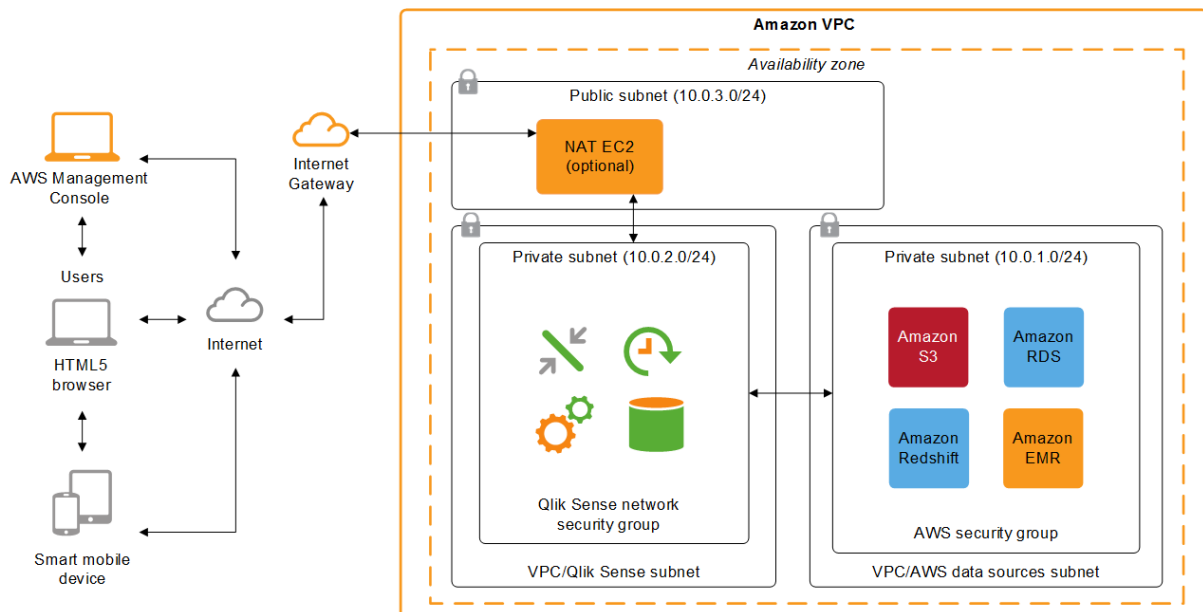 Amazon VPC
Availability zone
Public subnet (10.0.3.0/24)
NAT EC2
(optional)
Internet
Gateway
AWS Management
Console
Users
HTML5
browser
Internet
Smart mobile
device
Private subnet (10.0.2.0/24)
Qlik Sense network
security group
VPC/Qlik Sense subnet
Private subnet (10.0.1.0/24)
Amazon
S3
Amazon
RDS
Amazon
Redshift
Amazon
EMR
AWS security group
VPC/AWS data sources subnet